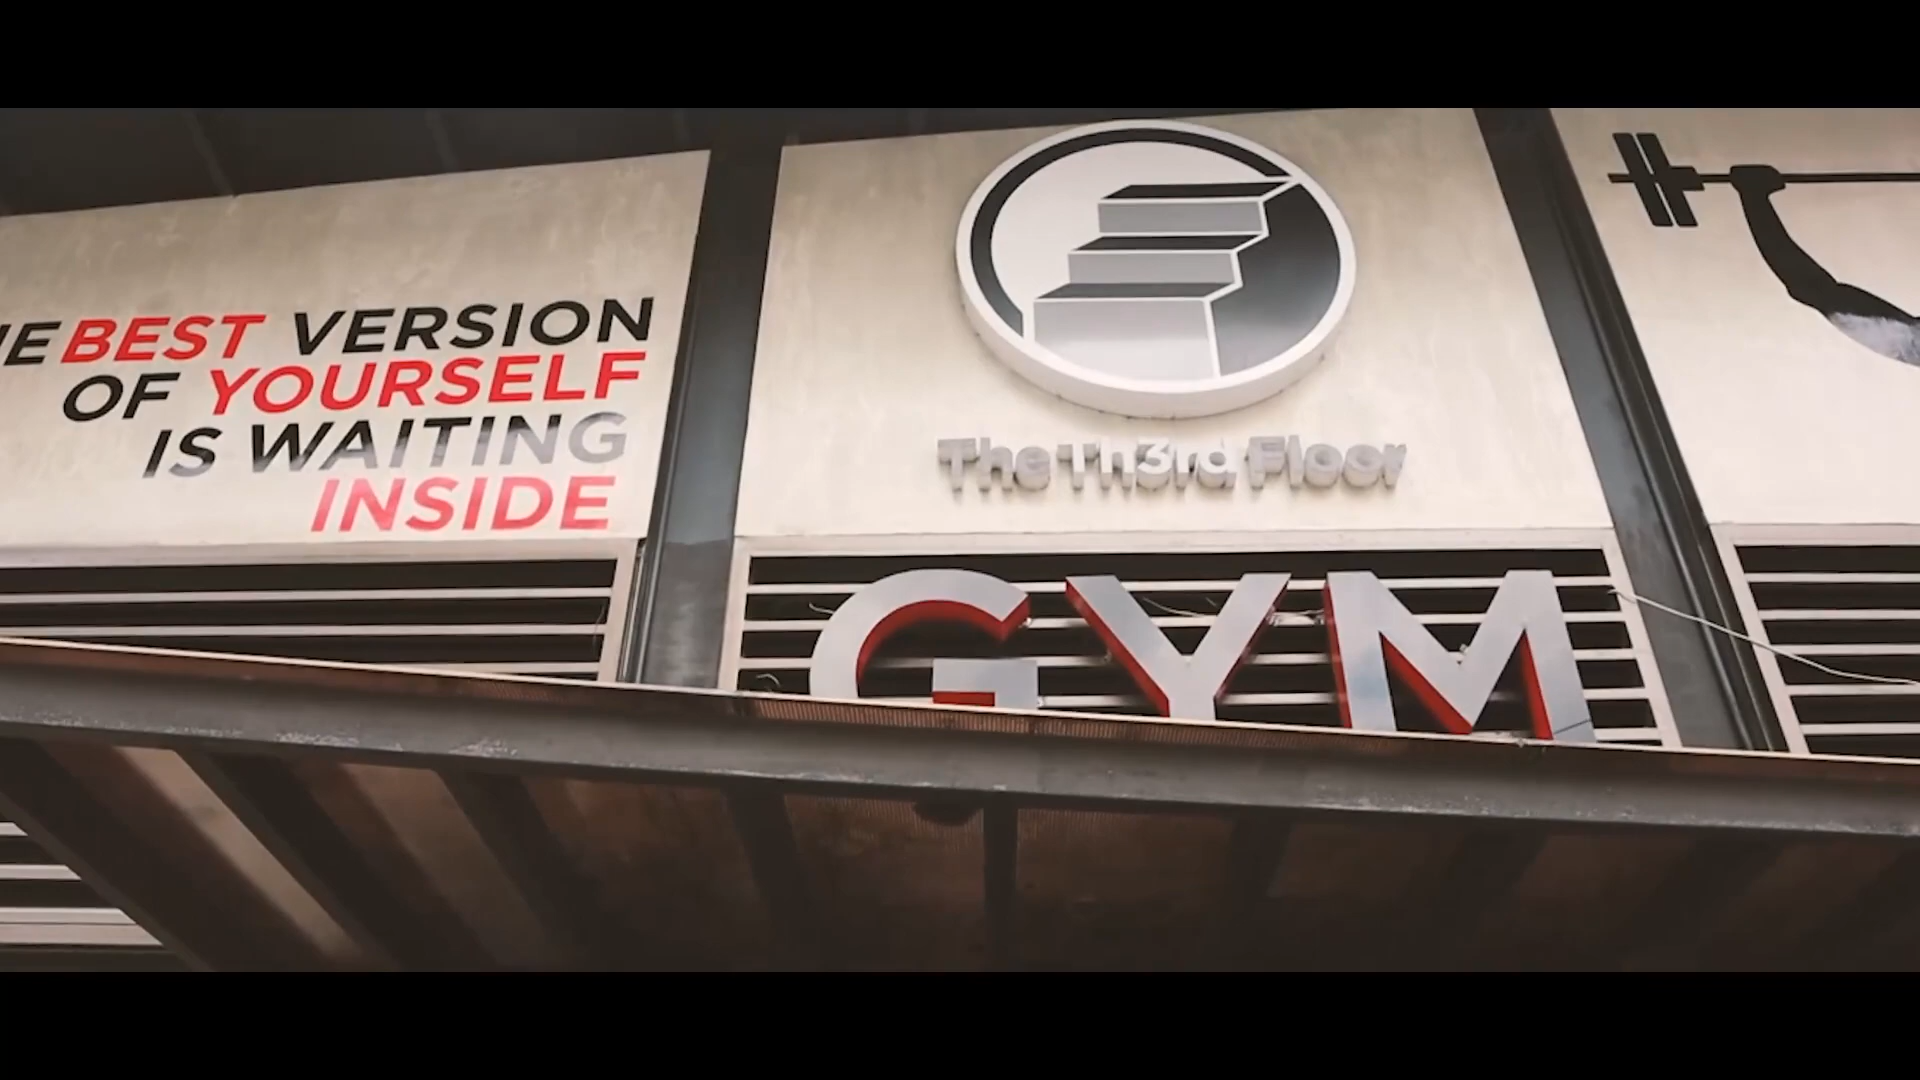 BEST VERSION
OF YOURSELF
IS WAITING
INSIDE
The Th3rd Floor
GYM